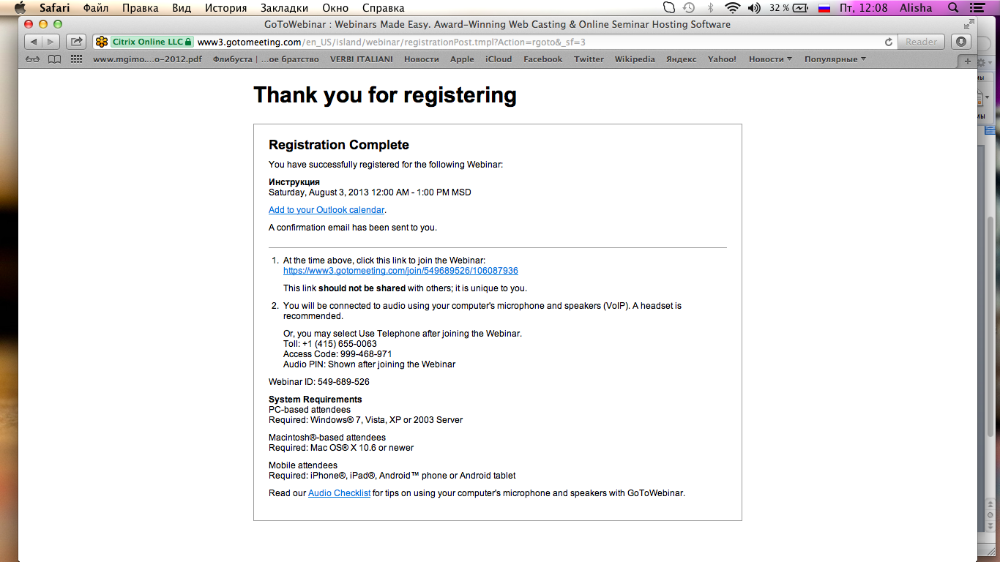 Safari Файл Правка Вид История Закладки Окно Справка 32 % Пт, 12:08 Alisha
GoToWebinar : Webinars Made Easy. Award-Winning Web Casting & Online Seminar Hosting Software
Citrix Online LLC www3.gotomeeting.com/en_US/island/webinar/registrationPost.tmpl?Action=rgoto&_sf=3 Reader
www.mgimo....o-2012.pdf Флибуста | ...ое братство VERBI ITALIANI Новости Apple iCloud Facebook Twitter Wikipedia Яндекс Yahoo! Новости Популярные
Thank you for registering
Registration Complete
You have successfully registered for the following Webinar:
Инструкция
Saturday, August 3, 2013 12:00 AM - 1:00 PM MSD
Add to your Outlook calendar.
A confirmation email has been sent to you.
1. At the time above, click this link to join the Webinar:
https://www3.gotomeeting.com/join/549689526/106087936
This link should not be shared with others; it is unique to you.
2. You will be connected to audio using your computer's microphone and speakers (VoIP). A headset is
recommended.
Or, you may select Use Telephone after joining the Webinar.
Toll: +1 (415) 655-0063
Access Code: 999-468-971
Audio PIN: Shown after joining the Webinar
Webinar ID: 549-689-526
System Requirements
PC-based attendees
Required: Windows® 7, Vista, XP or 2003 Server
Macintosh®-based attendees
Required: Mac OS® X 10.6 or newer
Mobile attendees
Required: iPhone®, iPad®, Android™ phone or Android tablet
Read our Audio Checklist for tips on using your computer's microphone and speakers with GoToWebinar.